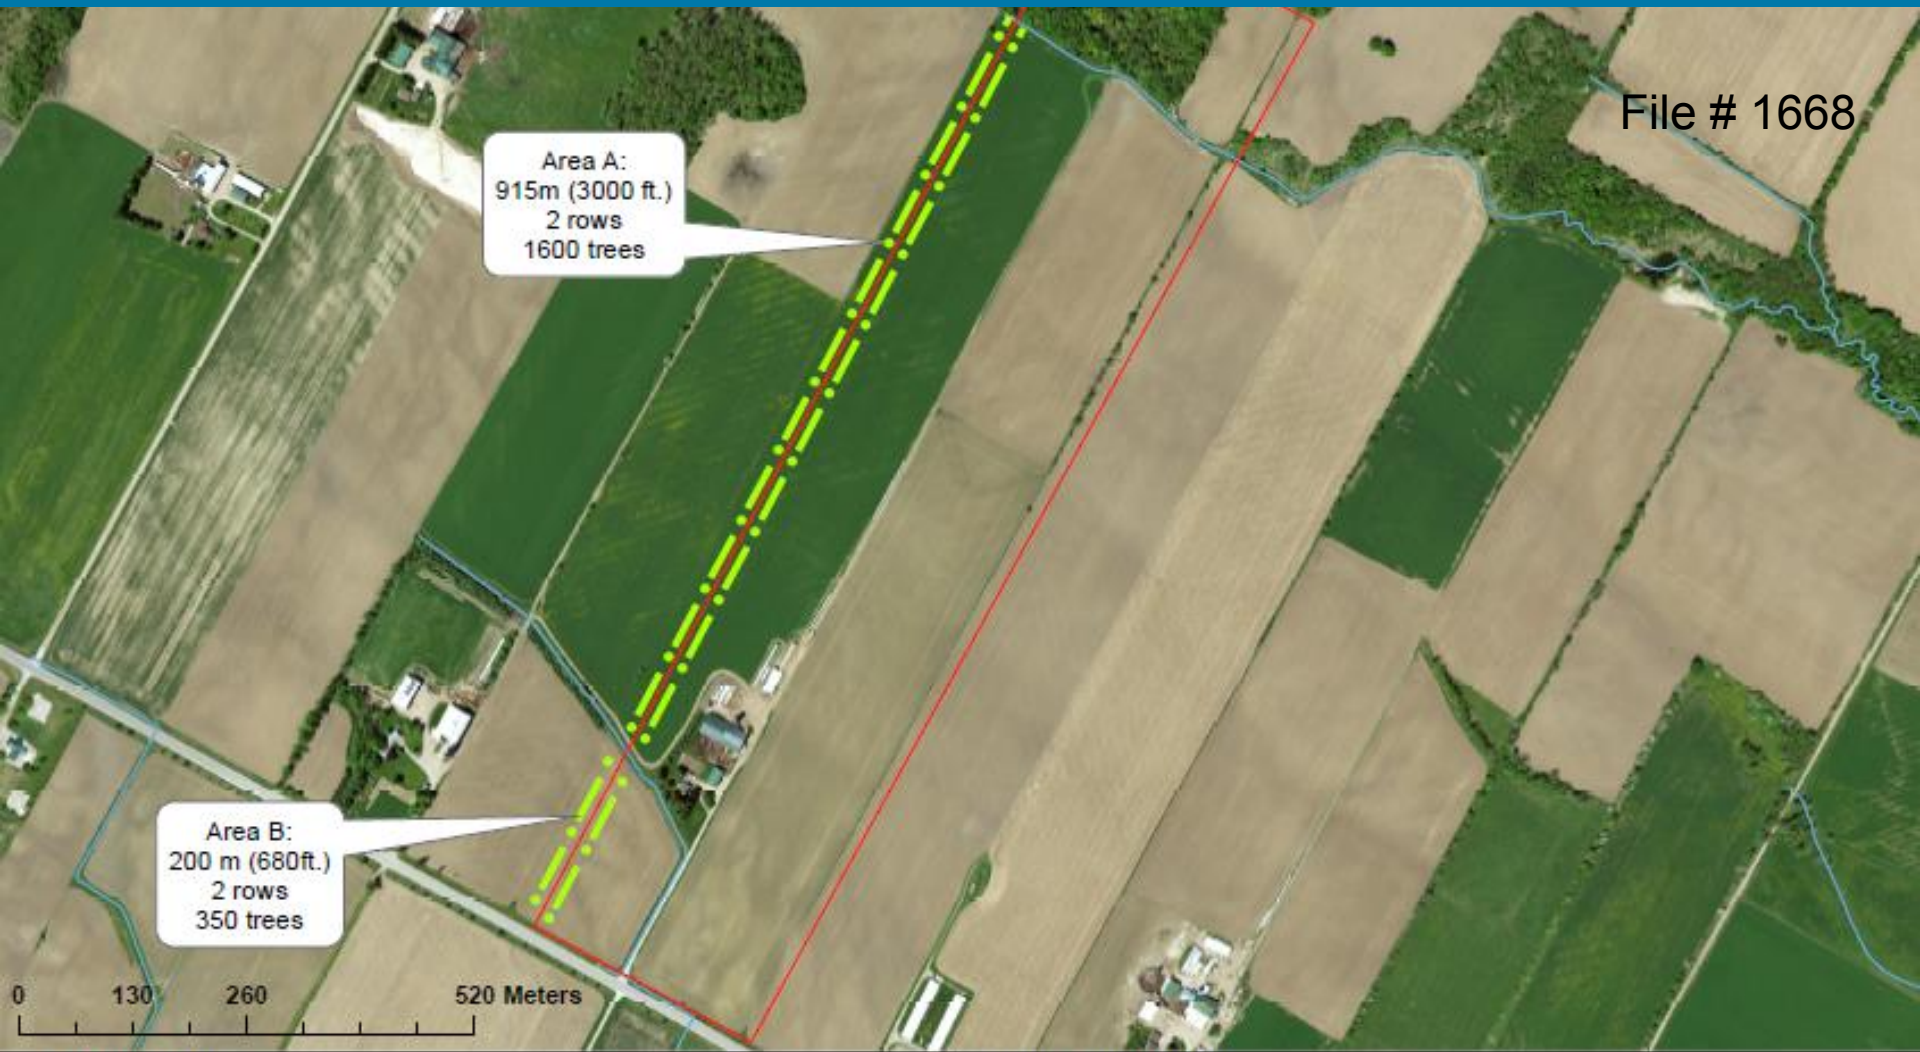 File # 1668
Area A:
915m (3000 ft.)
2 rows
1600 trees
Area B:
200 m (680ft.)
2 rows
350 trees
0 130 260 520 Meters